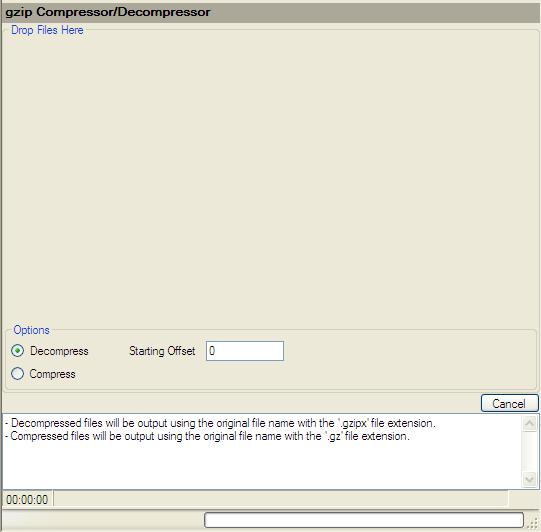 gzip Compressor/Decompressor
Drop Files Here
Options
Decompress Starting Offset 0
Compress
Cancel
- Decompressed files will be output using the original file name with the '.gzipx' file extension.
- Compressed files will be output using the original file name with the '.gz' file extension.
00:00:00